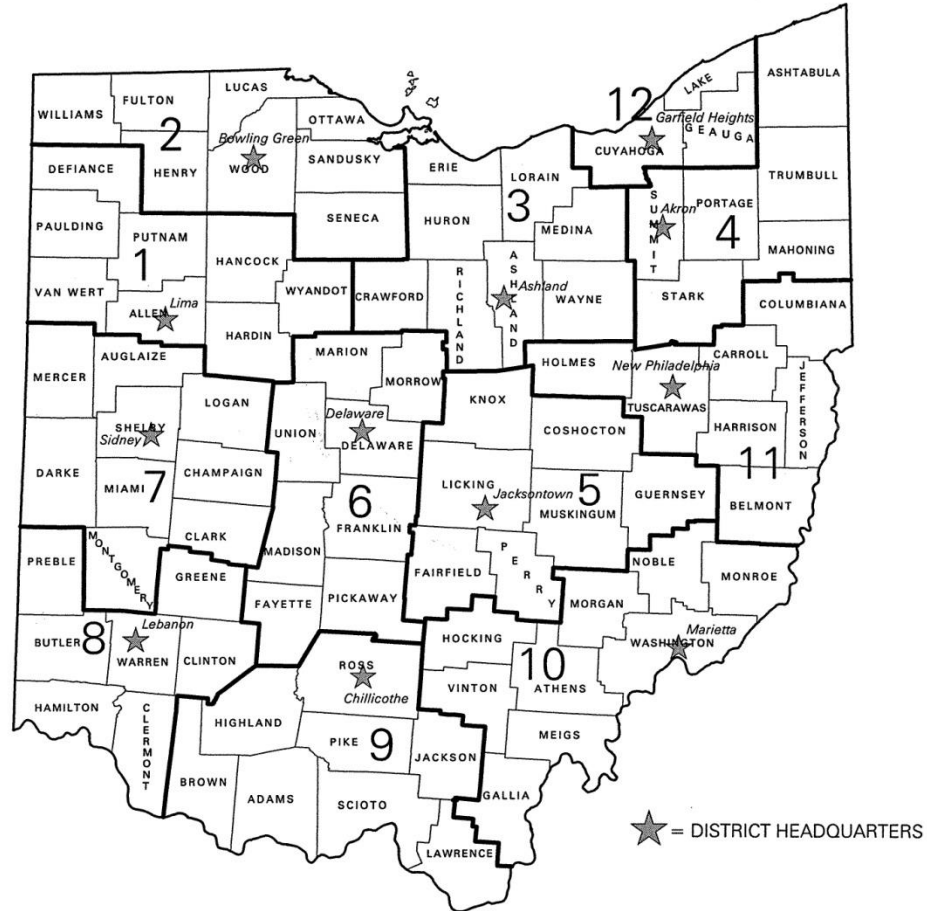 LAKE
ASHTABULA
12
Garfield Heights
GEAUGA
CUYAHOGA
LUCAS
FULTON
WILLIAMS
2
OTTAWA
Bowling Green
WOOD
SANDUSKY
HENRY
DEFIANCE
ERIE
LORAIN
TRUMBULL
SENECA
HURON
3
MEDINA
SUMMIT
Akron
PORTAGE
4
PAULDING
PUTNAM
1
HANCOCK
MAHONING
VAN WERT
ALLEN
Lima
WYANDOT
CRAWFORD
RICHLAND
ASHLAND
Ashland
WAYNE
STARK
COLUMBIANA
HARDIN
MERCER
AUGLAIZE
MARION
MORROW
HOLMES
New Philadelphia
CARROLL
JEFFERSON
TUSCARAWAS
LOGAN
KNOX
SHELBY
Sidney
UNION
Delaware
DELAWARE
COSHOCTON
HARRISON
11
DARKE
CHAMPAIGN
MIAMI
7
LICKING
Jacksontown
5
MUSKINGUM
GUERNSEY
BELMONT
6
FRANKLIN
CLARK
MADISON
PREBLE
MONTGOMERY
GREENE
FAIRFIELD
PERRY
NOBLE
MONROE
FAYETTE
PICKAWAY
MORGAN
BUTLER
8
Lebanon
WARREN
CLINTON
HOCKING
WASHINGTON
Marietta
ROSS
Chillicothe
10
ATHENS
VINTON
HAMILTON
CLERMONT
HIGHLAND
PIKE
9
MEIGS
JACKSON
BROWN
ADAMS
SCIOTO
GALLIA
LAWRENCE
= DISTRICT HEADQUARTERS